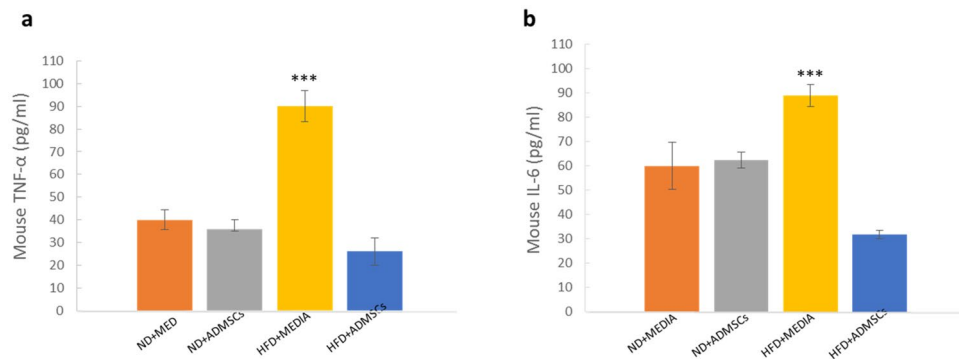 a
Mouse TNF-α (pg/ml)
110
100
90
80
70
60
50
40
30
20
10
0
***
ND+MED
ND+ADMSCs
HFD+MEDIA
HFD+ADMSCs
b
Mouse IL-6 (pg/ml)
110
100
90
80
70
60
50
40
30
20
10
0
***
ND+MEDIA
ND+ADMSCs
HFD+MEDIA
HFD+ADMSCs